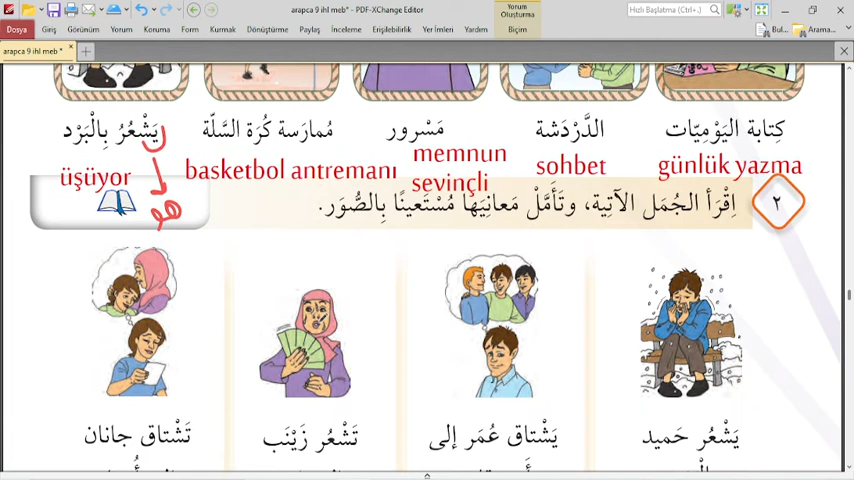 arapca 9 ihl meb* - PDF-XChange Editor
Yorum Oluşturma
Hızlı Başlatma (Ctrl+.)
Dosya Giriş Görünüm Yorum Koruma Form Kurumak Dönüştürme Paylaş İnceleme Erişilebilirlik Yer İmleri Yardım Biçim
Bul... Arama...
arapca 9 ihl meb *
كِتابة اليَوْمِيّات
الدَّرْدَشة
مَسْرور
مُمارَسة كُرَة السَّلّة
يَشْعُرُ بِالْبَرْد
günlük yazma
sohbet
memnun
sevinçli
basketbol antremanı
üşüyor
ل
هو
٢ اِقْرَأ الجُمَل الآتِية، وتَأَمَّلْ مَعانِيَها مُسْتَعينًا بِالصُّوَر.
يَشْعُر حَميد
يَشْتاق عُمَر إلى
تَشْعُر زَيْنَب
تَشْتاق جانان